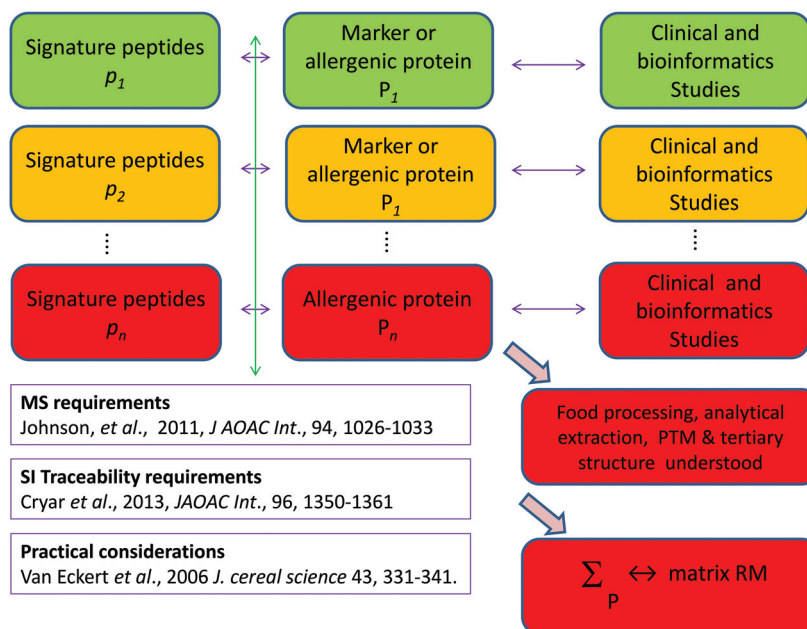 Signature peptides
p1
Marker or
allergenic protein
P1
Clinical and
bioinformatics
Studies
Signature peptides
p2
Marker or
allergenic protein
P1
Clinical and
bioinformatics
Studies
Signature peptides
pn
Allergenic protein
Pn
Clinical and
bioinformatics
Studies
MS requirements
Johnson, et al., 2011, J AOAC Int., 94, 1026-1033
SI Traceability requirements
Cryar et al., 2013, JAOAC Int., 96, 1350-1361
Practical considerations
Van Eckert et al., 2006 J. cereal science 43, 331-341.
Food processing, analytical
extraction, PTM & tertiary
structure understood
∑P ↔ matrix RM